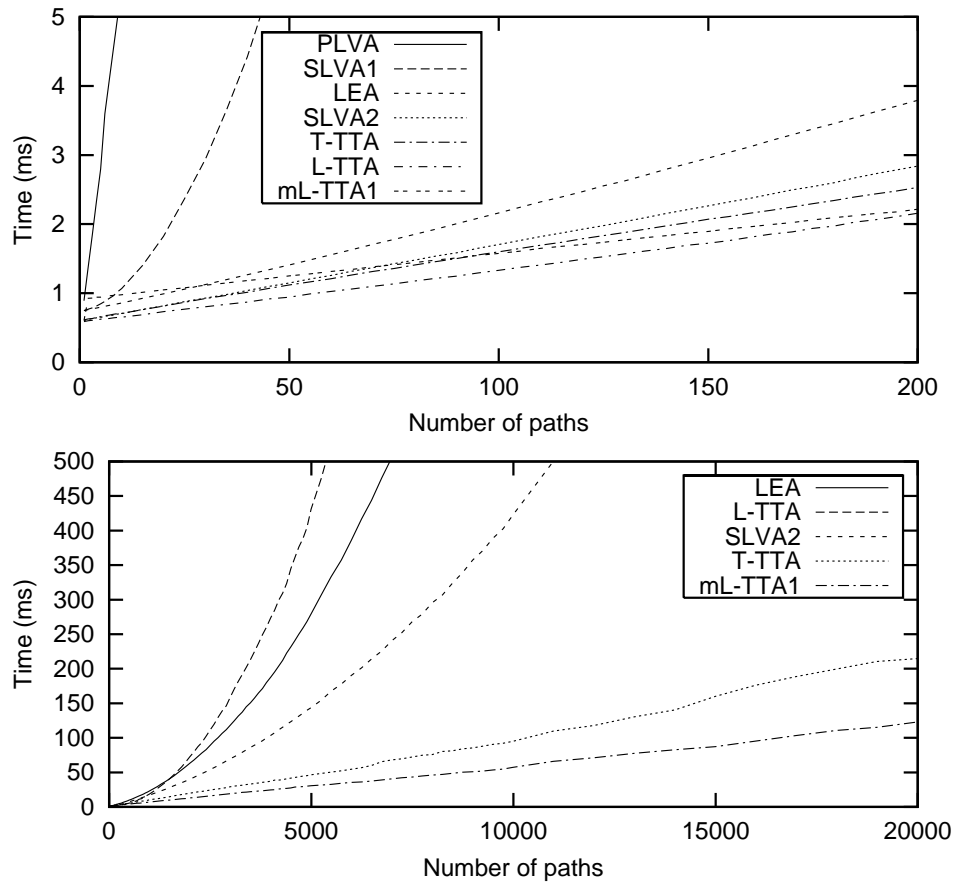 5
4
3
2
1
0
Time (ms)
PLVA
SLVA1
LEA
SLVA2
T-TTA
L-TTA
mL-TTA1
0 50 100 150 200
Number of paths
500
450
400
350
300
250
200
150
100
50
0
Time (ms)
LEA
L-TTA
SLVA2
T-TTA
mL-TTA1
0 5000 10000 15000 20000
Number of paths